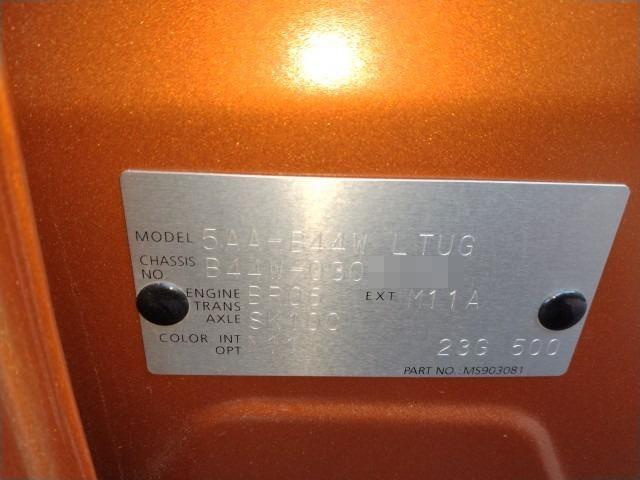 MODEL 5AA-B44W LTUG
CHASSIS NO. B44W-030
ENGINE BR06 EXT M11A
TRANS AXLE
COLOR INT
OPT 23G 500
PART NO.:MS903081